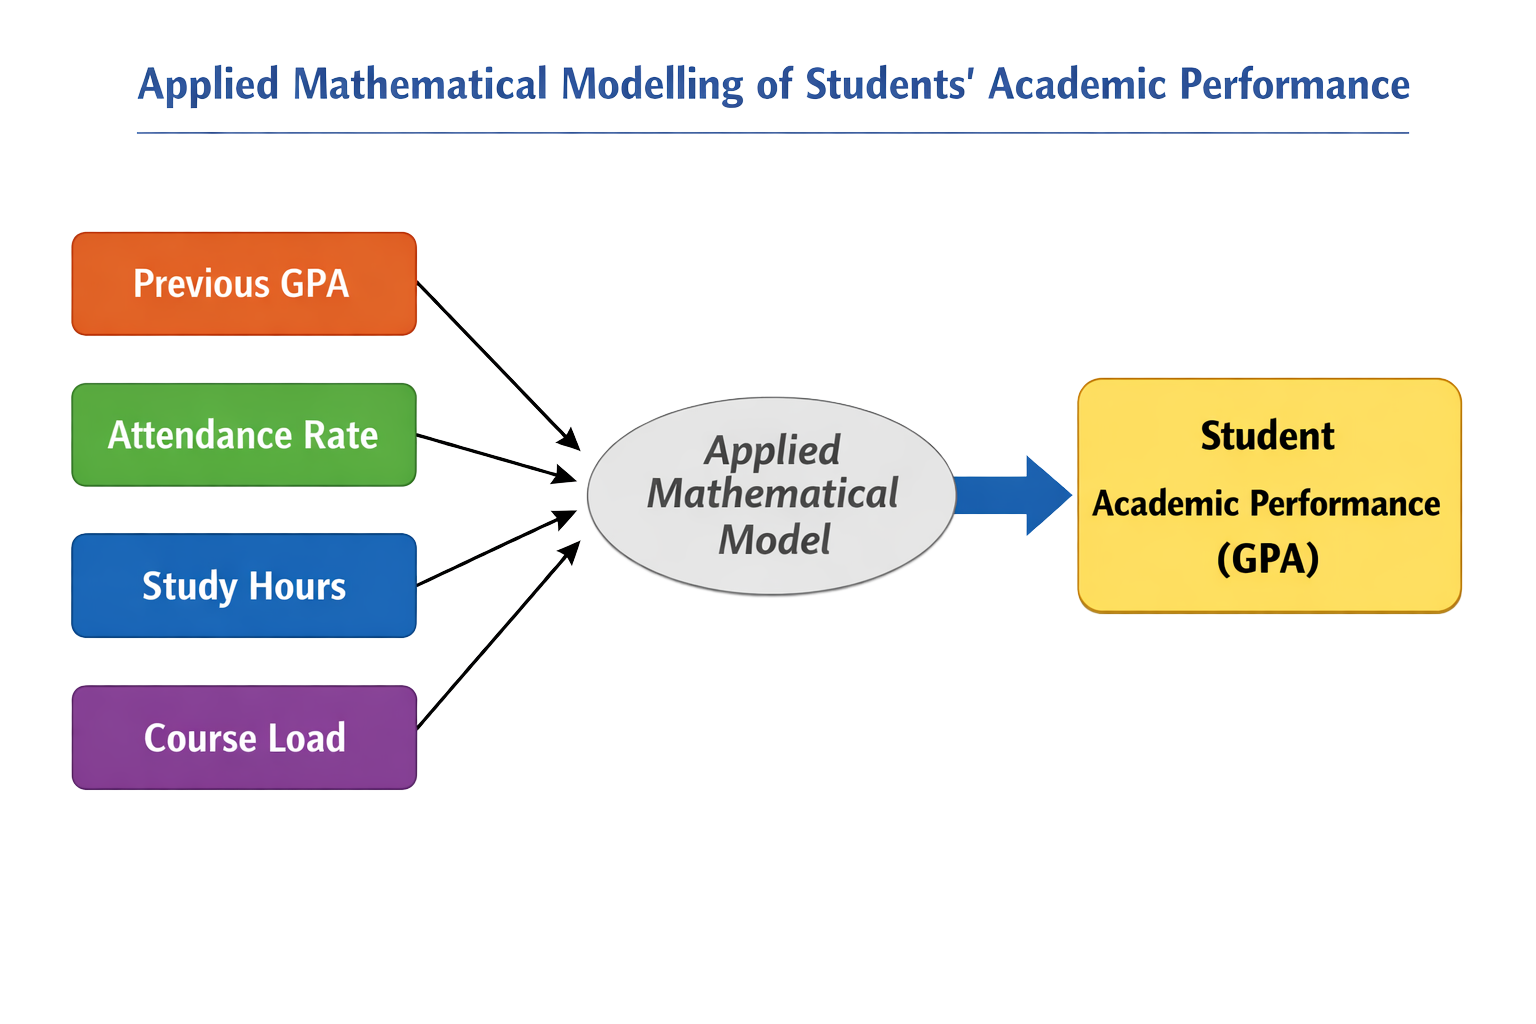 Applied Mathematical Modelling of Students' Academic Performance
Previous GPA
Attendance Rate
Study Hours
Course Load
Applied
Mathematical
Model
Student
Academic Performance
(GPA)